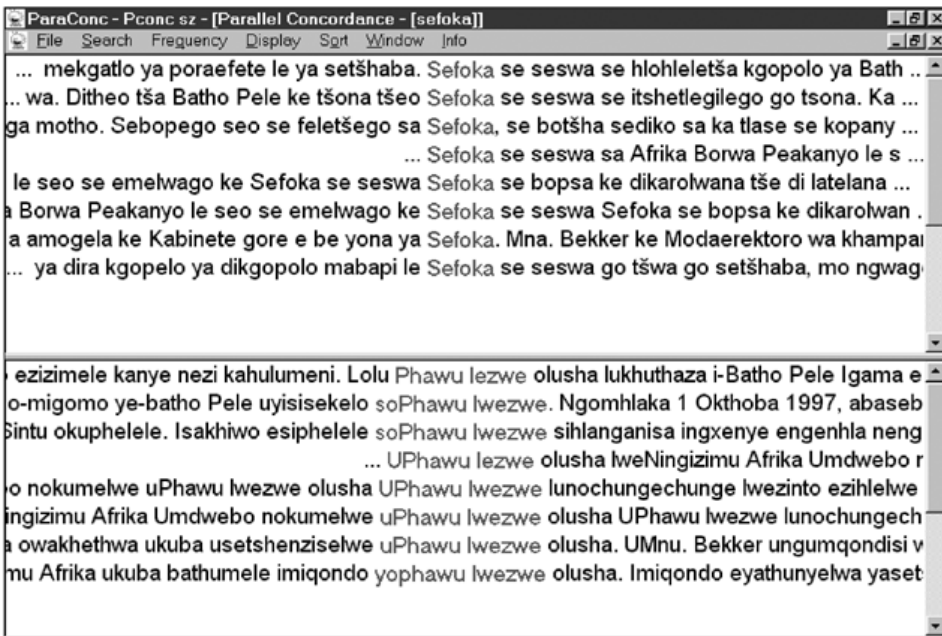 ParaConc - Pconc sz - [Parallel Concordance - [sefoka]]
File Search Frequency Display Sort Window Info
... mekgatlo ya poraefete le ya setšhaba. Sefoka se seswa se hlohleletša kgopolo ya Bath ..
... wa. Ditheo tša Batho Pele ke tšona tšeo Sefoka se seswa se itshetlegilego go tsona. Ka ...
ga motho. Sebopego seo se feletšego sa Sefoka, se botšha sediko sa ka tlase se kopany ...
... Sefoka se seswa sa Afrika Borwa Peakanyo le s ...
le seo se emelwago ke Sefoka se seswa Sefoka se bopsa ke dikarolwana tše di latelana ...
a Borwa Peakanyo le seo se emelwago ke Sefoka se seswa Sefoka se bopsa ke dikarolwan .
a amogela ke Kabinete gore e be yona ya Sefoka. Mna. Bekker ke Modaerektoro wa khampa
... ya dira kgopelo ya dikgopolo mabapi le Sefoka se seswa go tšwa go setšhaba, mo ngwag
ezizimele kanye nezi kahulumeni. Lolu Phawu lezwe olusha lukhuthaza i-Batho Pele Igama e
o-migomo ye-batho Pele uyisisekelo soPhawu lwezwe. Ngomhlaka 1 Okthoba 1997, abaseb
Sintu okuphelele. Isakhiwo esiphelele soPhawu lwezwe sihlanganisa ingxenye engenhla neng
... UPhawu lezwe olusha lweNingizimu Afrika Umdwebo
o nokumelwe uPhawu lwezwe olusha UPhawu lwezwe lunochungechunge lwezinto ezihlelwe
ingizimu Afrika Umdwebo nokumelwe uPhawu lwezwe olusha UPhawu lwezwe lunochungech
a owakhethwa ukuba usetshenziselwe uPhawu lwezwe olusha. UMnu. Bekker ungumqondisi
mu Afrika ukuba bathumele imiqondo yophawu lwezwe olusha. Imiqondo eyathunyelwa yaset